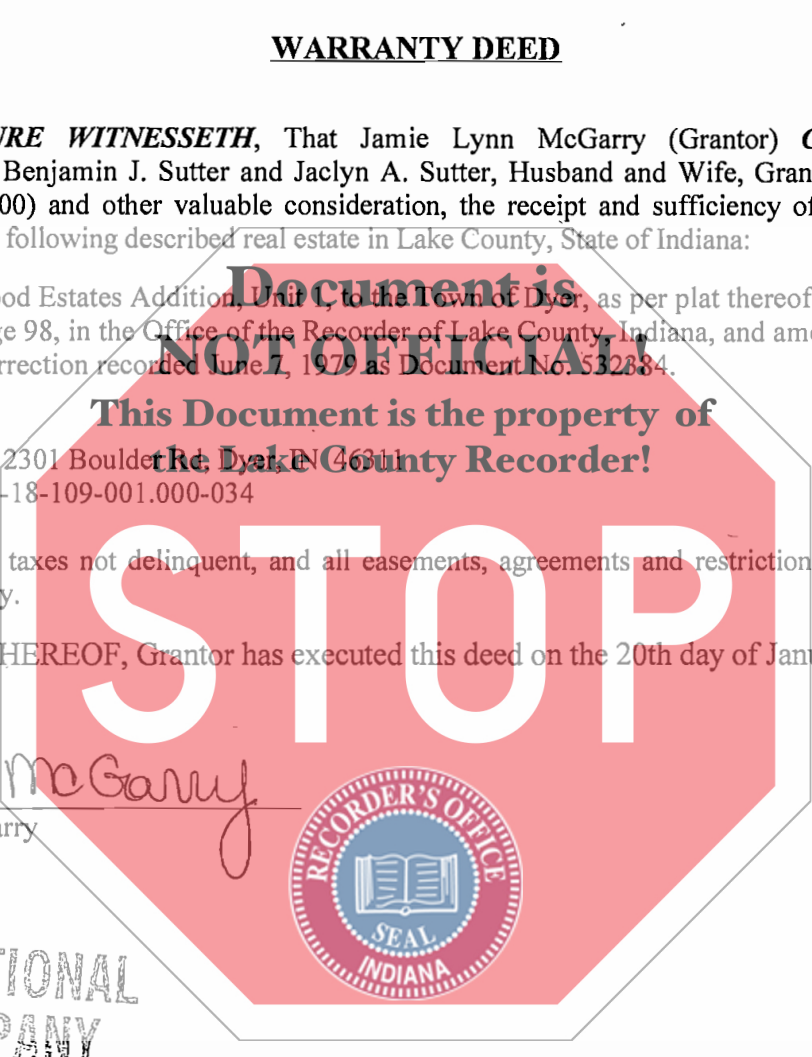 WARRANTY DEED
URE WITNESSETH, That Jamie Lynn McGarry (Grantor) C
Benjamin J. Sutter and Jaclyn A. Sutter, Husband and Wife, Gran
00) and other valuable consideration, the receipt and sufficiency of
following described real estate in Lake County, State of Indiana:
Document is
ood Estates Addition, Unit 1, to the Town of Dyer, as per plat thereof
ge 98, in the Office of the Recorder of Lake County, Indiana, and ame
NOT OFFICIAL!
rrection recorded June 7, 1979 as Document No. 532384.
This Document is the property of
the Lake County Recorder!
2301 Boulder Rd, Dyer, IN 46311
-18-109-001.000-034
STOP
taxes not delinquent, and all easements, agreements and restriction
y.
HEREOF, Grantor has executed this deed on the 20th day of Janu
McGarry
arry
RECORDER'S OFFICE
SEAL
INDIANA
TIONAL
PANY